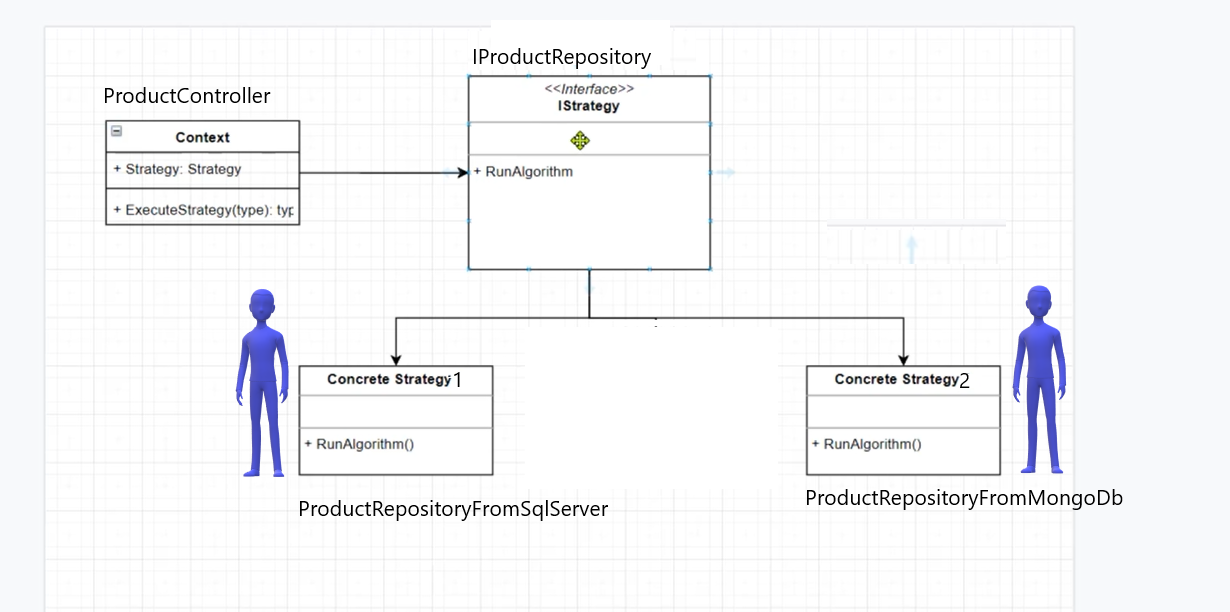 IProductRepository
<<Interface>>
IStrategy
+ RunAlgorithm
ProductController
Context
+ Strategy: Strategy
+ ExecuteStrategy(type): typ
Concrete Strategy1
+ RunAlgorithm()
ProductRepositoryFromSqlServer
Concrete Strategy2
+ RunAlgorithm()
ProductRepositoryFromMongoDb